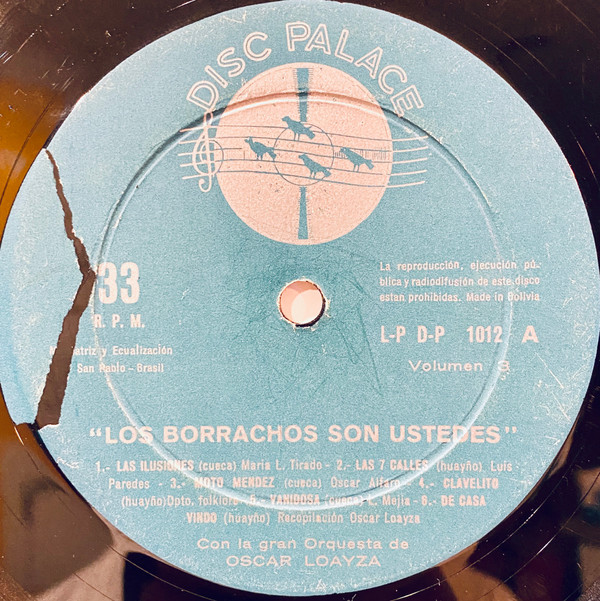 DISC PALACE
33
R. P. M.
La reproducción, ejecución pú-
blica y radiodifusión de este disco
estan prohibidas. Made in Bolivia
L-P D-P 1012 A
Volumen 3
y Ecualización
San Pablo - Brasil
"LOS BORRACHOS SON USTEDES"
1.- LAS ILUSIONES (cueca) Maria L. Tirado - 2.- LAS 7 CALLES (huayño) Luis
Paredes - 3.- MOTO MENDEZ (cueca) Oscar Alfaro - 4.- CLAVELITO
(huayño)Dpto. folklore - 5.- VANIDOSA (cueca) L. Mejia - 6.- DE CASA
VINDO (huayño) Recopilación Oscar Loayza
Con la gran Orquesta de
OSCAR LOAYZA